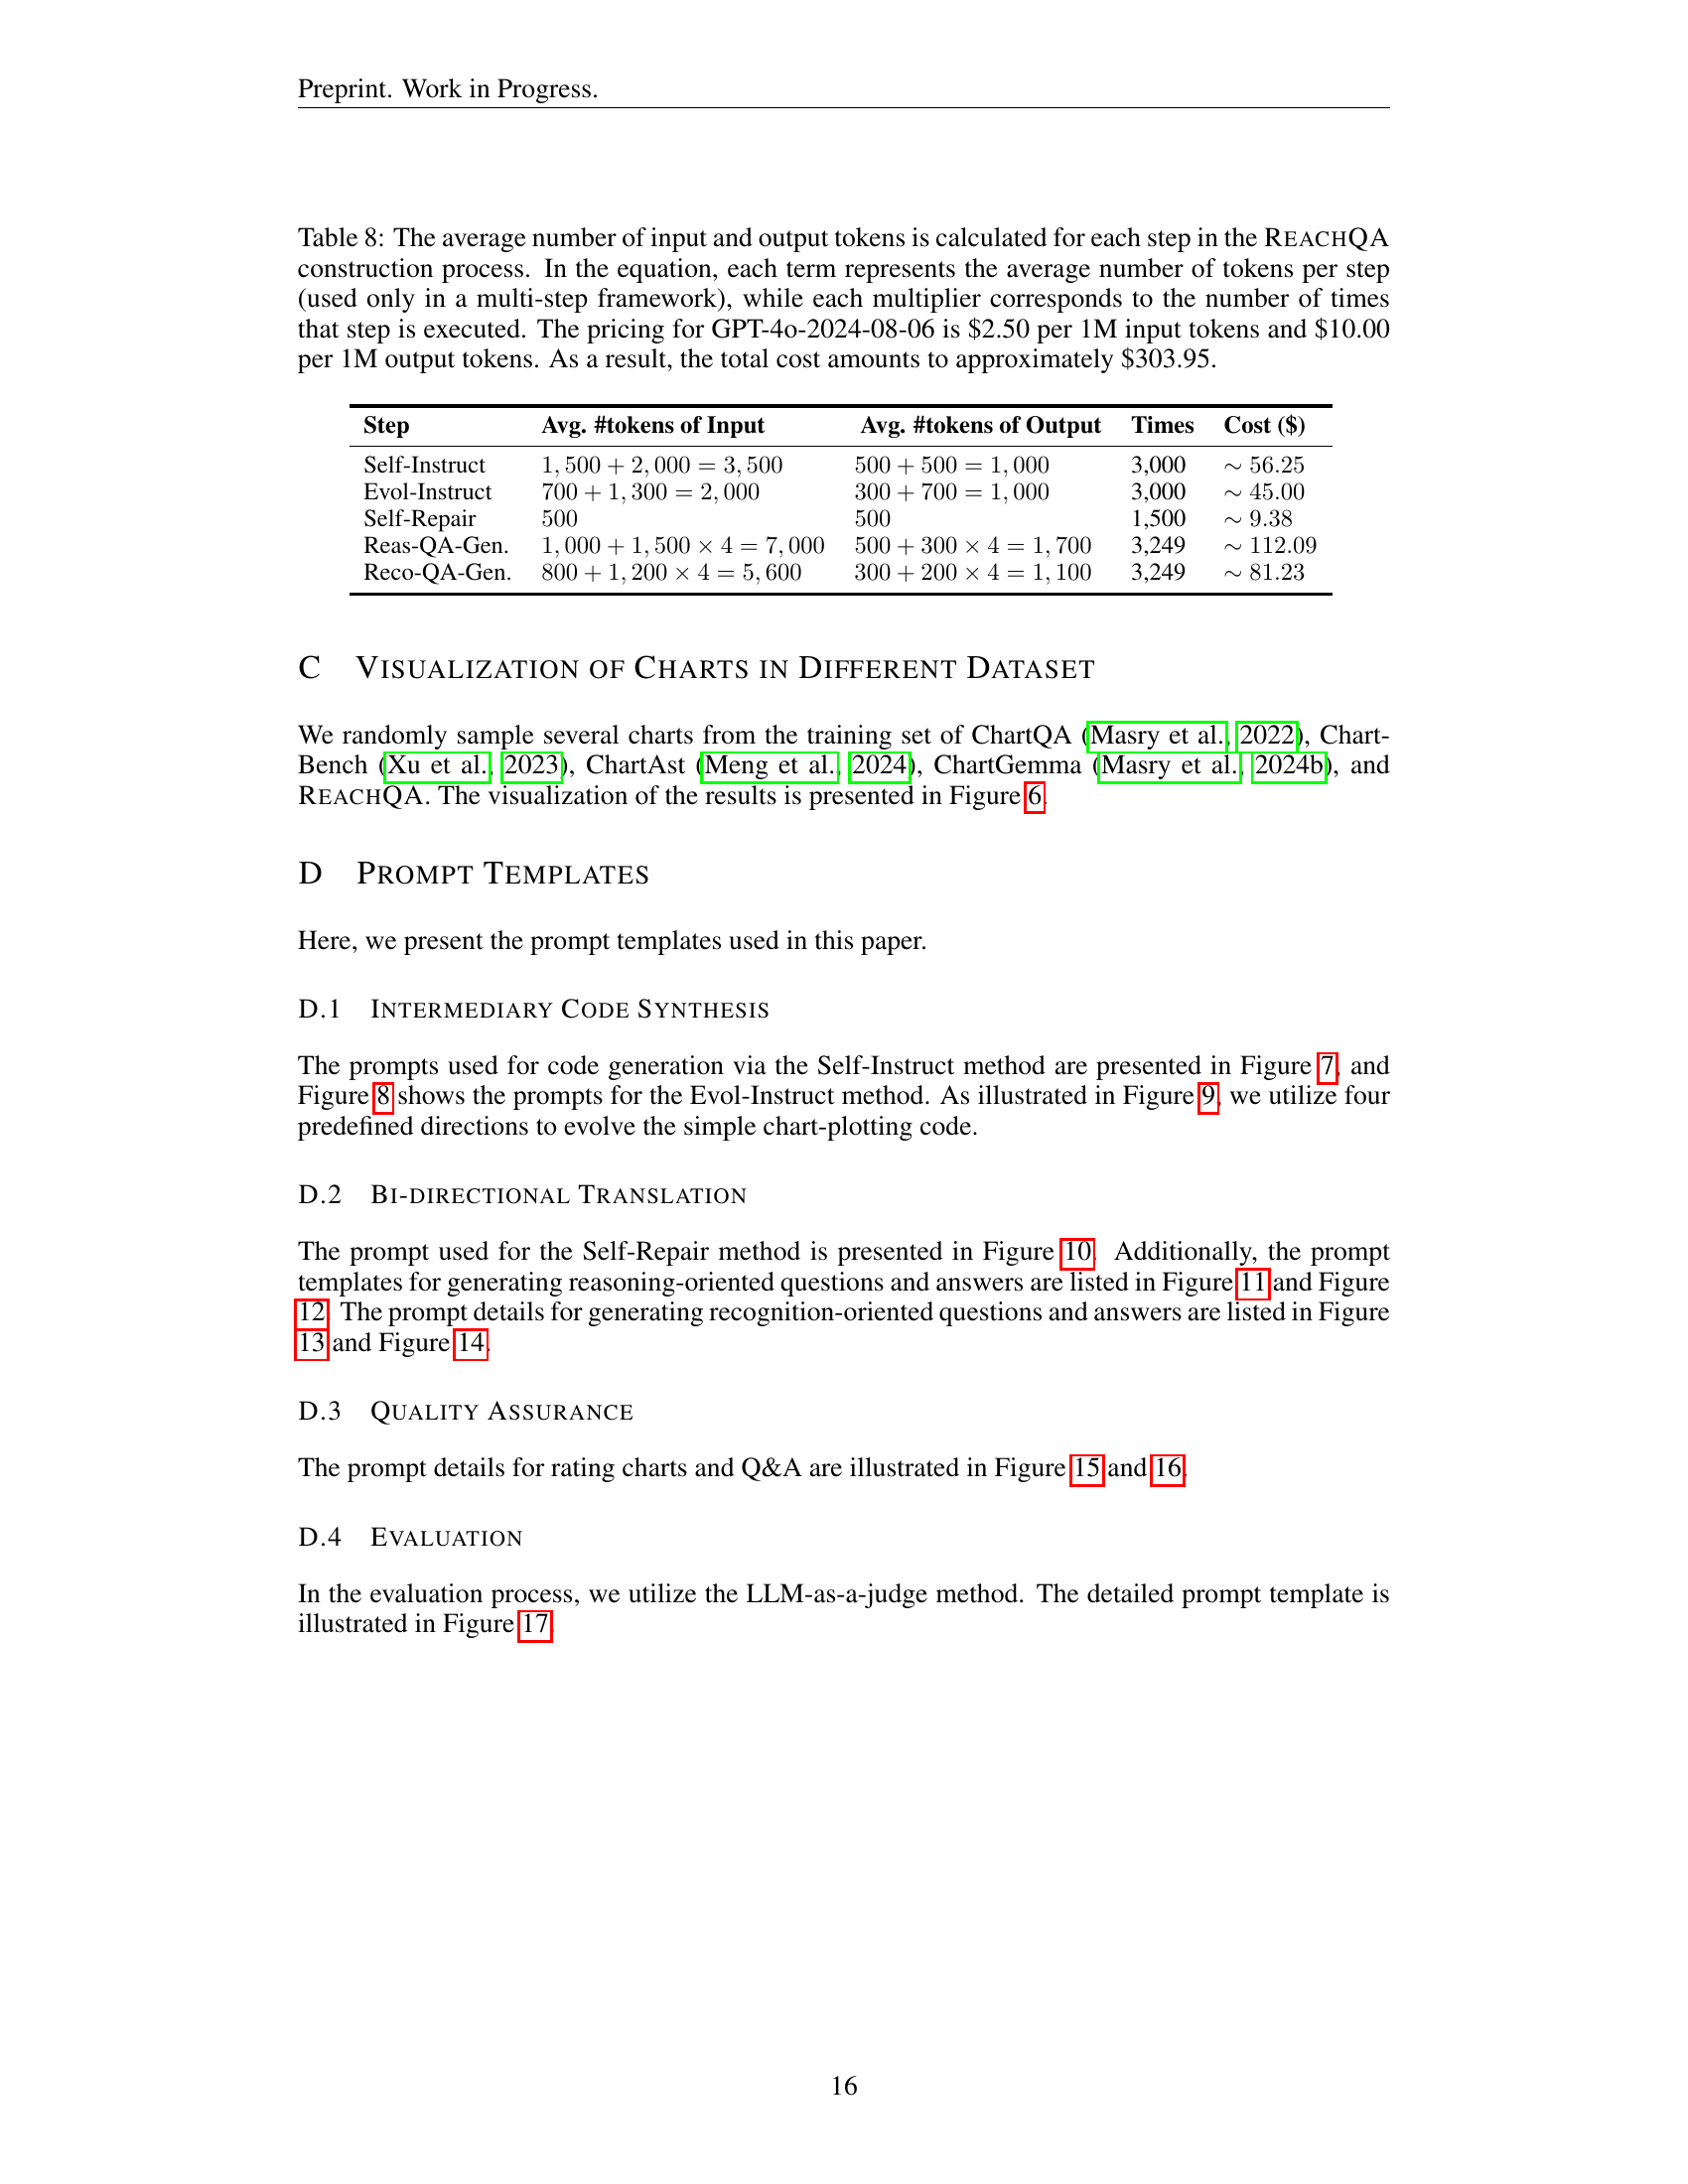 Preprint. Work in Progress.
Table 8: The average number of input and output tokens is calculated for each step in the REACHQA
construction process. In the equation, each term represents the average number of tokens per step
(used only in a multi-step framework), while each multiplier corresponds to the number of times
that step is executed. The pricing for GPT-4o-2024-08-06 is $2.50 per 1M input tokens and $10.00
per 1M output tokens. As a result, the total cost amounts to approximately $303.95.
Step Avg. #tokens of Input Avg. #tokens of Output Times Cost ($)
Self-Instruct 1, 500 + 2, 000 = 3, 500 500 + 500 = 1, 000 3,000 ∼ 56.25
Evol-Instruct 700 + 1, 300 = 2, 000 300 + 700 = 1, 000 3,000 ∼ 45.00
Self-Repair 500 500 1,500 ∼ 9.38
Reas-QA-Gen. 1, 000 + 1, 500 × 4 = 7, 000 500 + 300 × 4 = 1, 700 3,249 ∼ 112.09
Reco-QA-Gen. 800 + 1, 200 × 4 = 5, 600 300 + 200 × 4 = 1, 100 3,249 ∼ 81.23
C VISUALIZATION OF CHARTS IN DIFFERENT DATASET
We randomly sample several charts from the training set of ChartQA (Masry et al., 2022), Chart-
Bench (Xu et al., 2023), ChartAst (Meng et al., 2024), ChartGemma (Masry et al., 2024b), and
REACHQA. The visualization of the results is presented in Figure 6.
D PROMPT TEMPLATES
Here, we present the prompt templates used in this paper.
D.1 INTERMEDIARY CODE SYNTHESIS
The prompts used for code generation via the Self-Instruct method are presented in Figure 7, and
Figure 8 shows the prompts for the Evol-Instruct method. As illustrated in Figure 9, we utilize four
predefined directions to evolve the simple chart-plotting code.
D.2 BI-DIRECTIONAL TRANSLATION
The prompt used for the Self-Repair method is presented in Figure 10. Additionally, the prompt
templates for generating reasoning-oriented questions and answers are listed in Figure 11 and Figure
12. The prompt details for generating recognition-oriented questions and answers are listed in Figure
13 and Figure 14.
D.3 QUALITY ASSURANCE
The prompt details for rating charts and Q&A are illustrated in Figure 15 and 16.
D.4 EVALUATION
In the evaluation process, we utilize the LLM-as-a-judge method. The detailed prompt template is
illustrated in Figure 17.
16